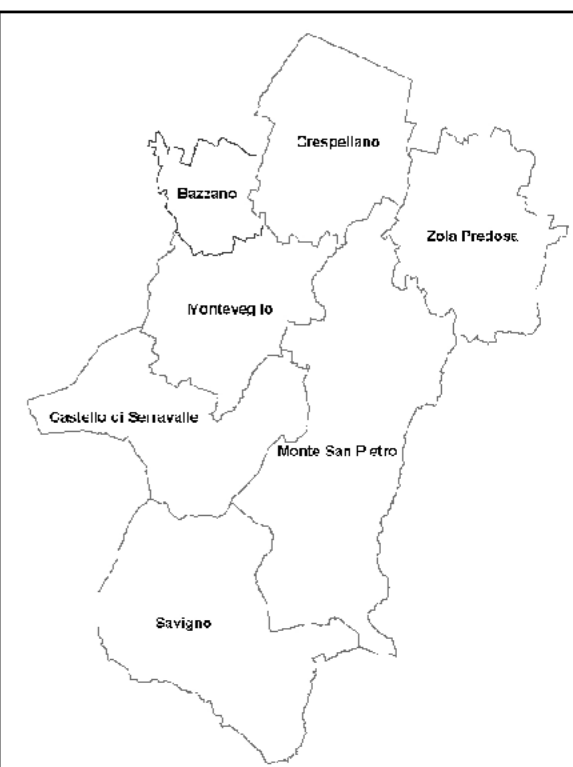 Crespellano
Bazzano
Zola Predosa
Monteveglio
Castello di Serravalle
Monte San Pietro
Savigno